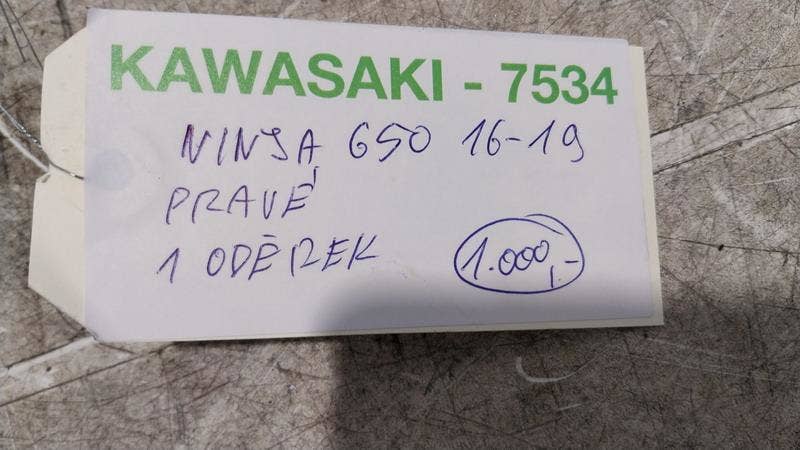 KAWASAKI - 7534
NINJA 650 16-19
PRAVÉ
1 ODĚREK 1.000,-